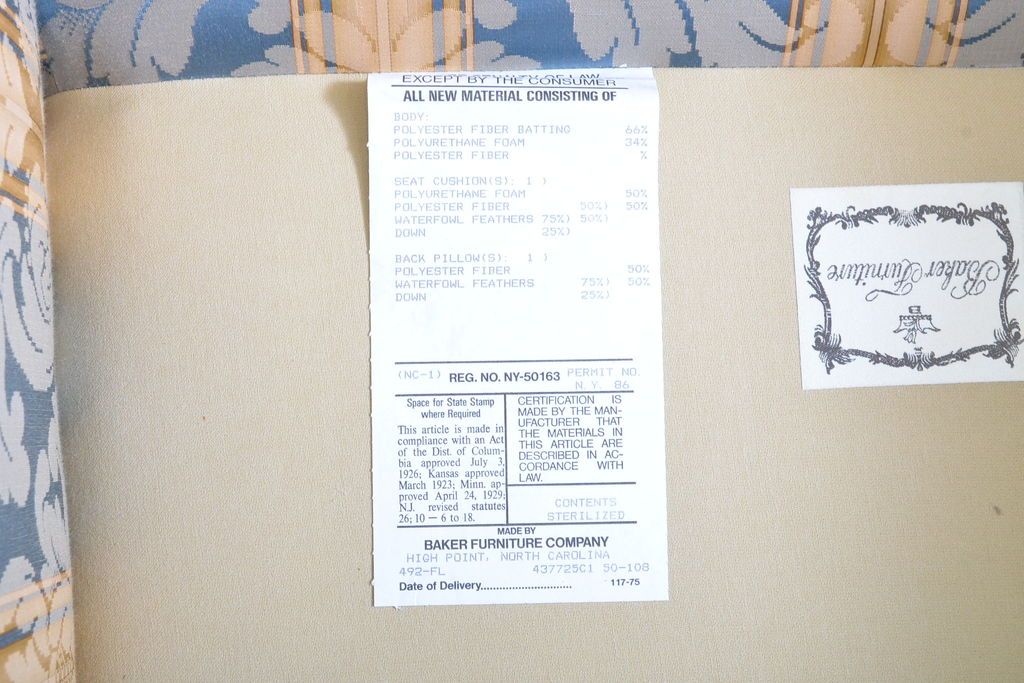 EXCEPT BY THE CONSUMER
ALL NEW MATERIAL CONSISTING OF
BODY:
POLYESTER FIBER BATTING 66%
POLYURETHANE FOAM 34%
POLYESTER FIBER %
SEAT CUSHION(S): 1 )
POLYURETHANE FOAM 50%
POLYESTER FIBER 50%) 50%
WATERFOWL FEATHERS 75%) 50%)
DOWN 25%)
BACK PILLOW(S): 1 )
POLYESTER FIBER 50%
WATERFOWL FEATHERS 75%) 50%
DOWN 25%)
(NC-1) REG. NO. NY-50163 PERMIT NO.
N.Y. 86
Space for State Stamp
where Required
This article is made in
compliance with an Act
of the Dist. of Colum-
bia approved July 3,
1926; Kansas approved
March 1923; Minn. ap-
proved April 24, 1929;
N.J. revised statutes
26; 10 — 6 to 18.
CERTIFICATION IS
MADE BY THE MAN-
UFACTURER THAT
THE MATERIALS IN
THIS ARTICLE ARE
DESCRIBED IN AC-
CORDANCE WITH
LAW.
CONTENTS
STERILIZED
MADE BY
BAKER FURNITURE COMPANY
HIGH POINT, NORTH CAROLINA
492-FL 437725C1 50-108
Date of Delivery............................. 117-75
Baker Furniture